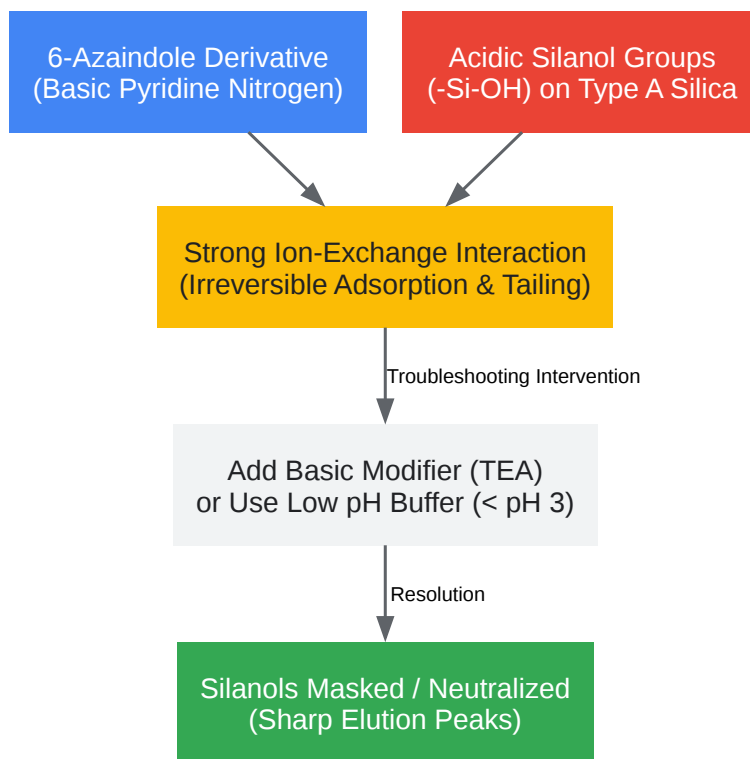 6-Azaindole Derivative
(Basic Pyridine Nitrogen)
Acidic Silanol Groups
(-Si-OH) on Type A Silica
Strong Ion-Exchange Interaction
(Irreversible Adsorption & Tailing)
Troubleshooting Intervention
Add Basic Modifier (TEA)
or Use Low pH Buffer (< pH 3)
Resolution
Silanols Masked / Neutralized
(Sharp Elution Peaks)